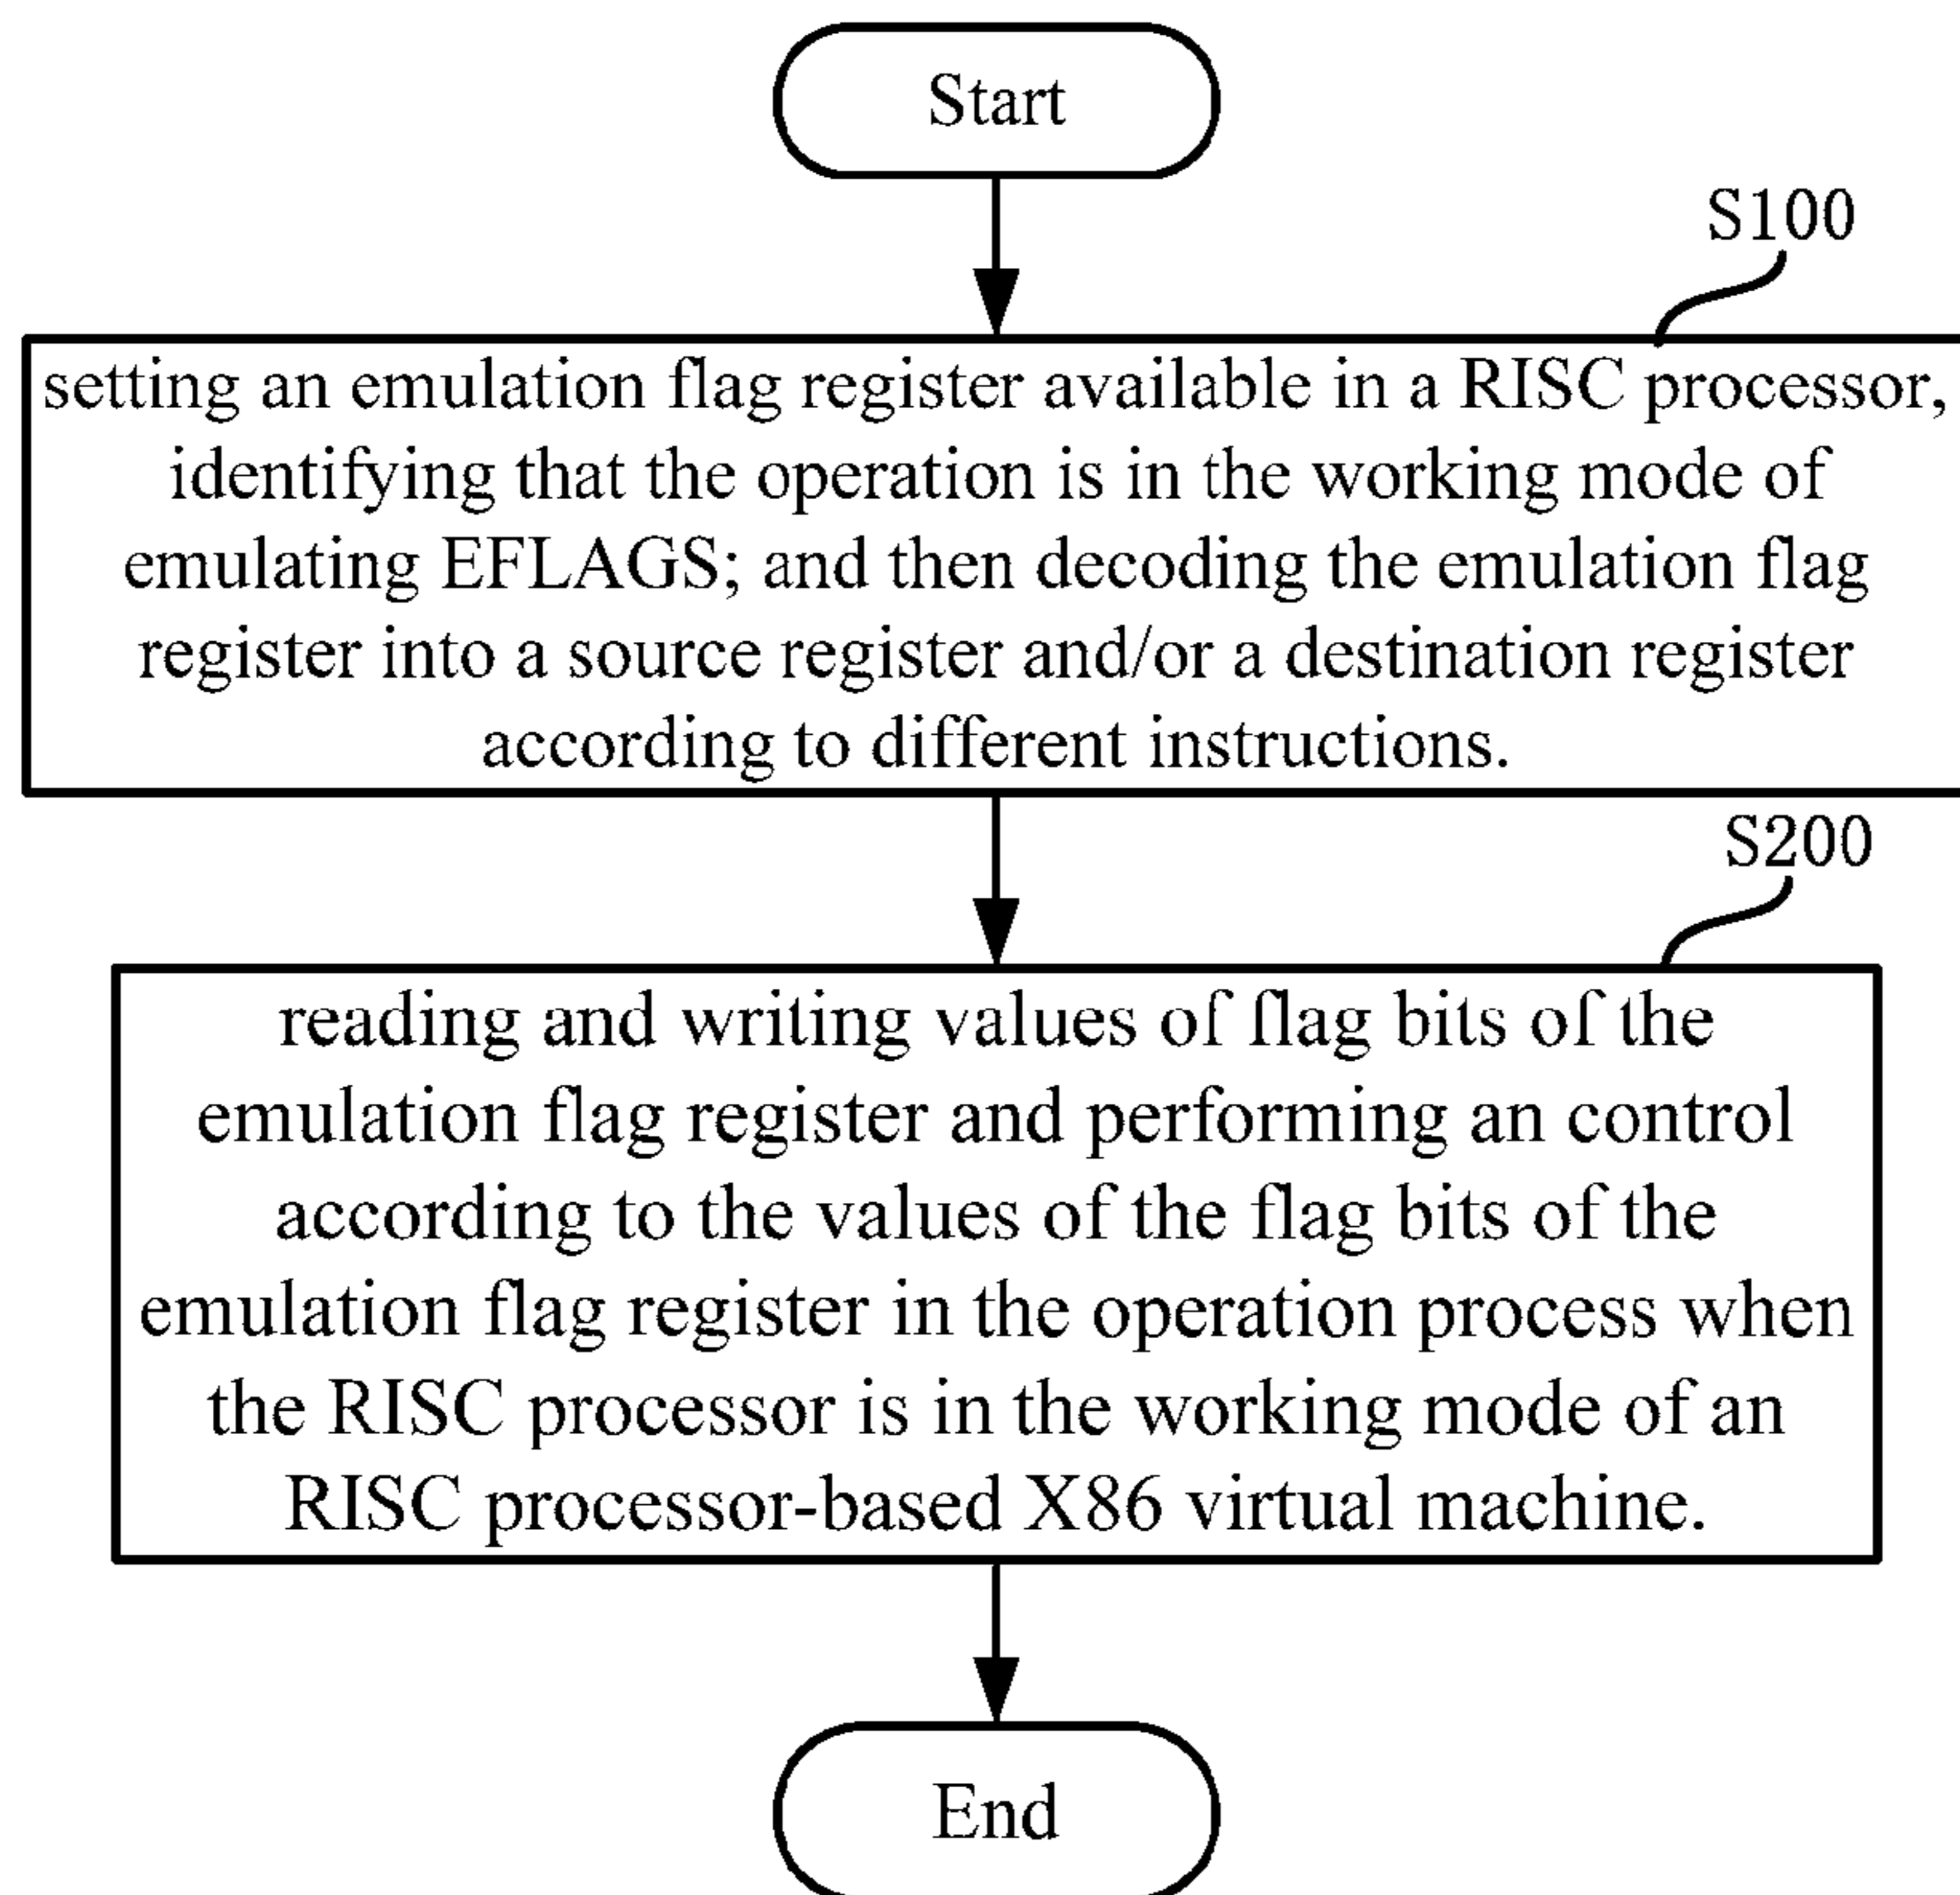 Start
S100
setting an emulation flag register available in a RISC processor,
identifying that the operation is in the working mode of
emulating EFLAGS; and then decoding the emulation flag
register into a source register and/or a destination register
according to different instructions.
S200
reading and writing values of flag bits of the
emulation flag register and performing an control
according to the values of the flag bits of the
emulation flag register in the operation process when
the RISC processor is in the working mode of an
RISC processor-based X86 virtual machine.
End